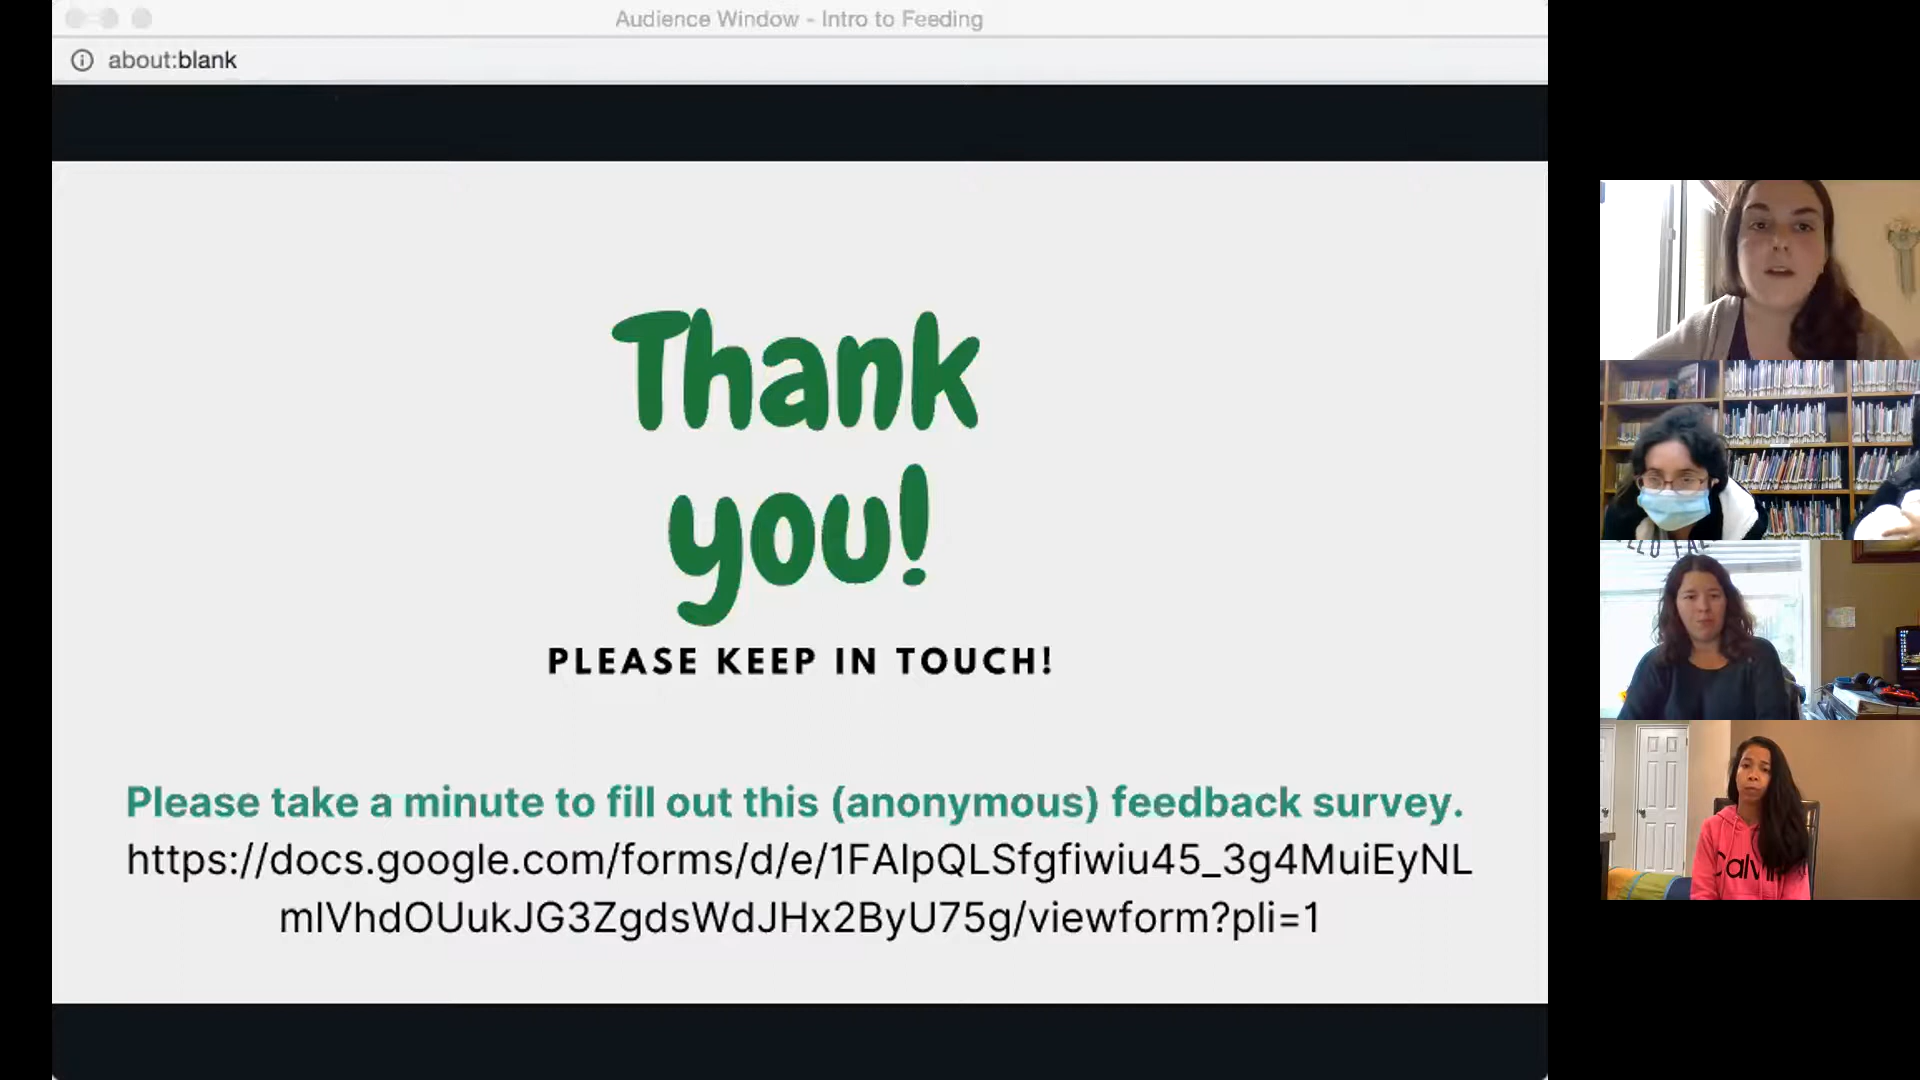 Audience Window - Intro to Feeding
about:blank
Thank
you!
PLEASE KEEP IN TOUCH!
Please take a minute to fill out this (anonymous) feedback survey.
https://docs.google.com/forms/d/e/1FAIpQLSfgfiwiu45_3g4MuiEyNL
mlVhdOUukJG3ZgdsWdJHx2ByU75g/viewform?pli=1